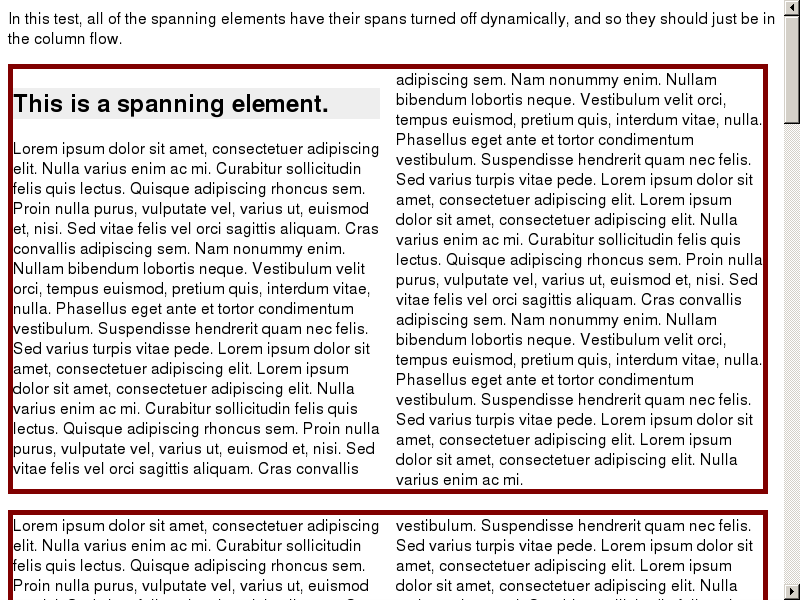 In this test, all of the spanning elements have their spans turned off dynamically, and so they should just be in
the column flow.
This is a spanning element.
Lorem ipsum dolor sit amet, consectetuer adipiscing
elit. Nulla varius enim ac mi. Curabitur sollicitudin
felis quis lectus. Quisque adipiscing rhoncus sem.
Proin nulla purus, vulputate vel, varius ut, euismod
et, nisi. Sed vitae felis vel orci sagittis aliquam. Cras
convallis adipiscing sem. Nam nonummy enim.
Nullam bibendum lobortis neque. Vestibulum velit
orci, tempus euismod, pretium quis, interdum vitae,
nulla. Phasellus eget ante et tortor condimentum
vestibulum. Suspendisse hendrerit quam nec felis.
Sed varius turpis vitae pede. Lorem ipsum dolor sit
amet, consectetuer adipiscing elit. Lorem ipsum
dolor sit amet, consectetuer adipiscing elit. Nulla
varius enim ac mi. Curabitur sollicitudin felis quis
lectus. Quisque adipiscing rhoncus sem. Proin nulla
purus, vulputate vel, varius ut, euismod et, nisi. Sed
vitae felis vel orci sagittis aliquam. Cras convallis
adipiscing sem. Nam nonummy enim. Nullam
bibendum lobortis neque. Vestibulum velit orci,
tempus euismod, pretium quis, interdum vitae, nulla.
Phasellus eget ante et tortor condimentum
vestibulum. Suspendisse hendrerit quam nec felis.
Sed varius turpis vitae pede. Lorem ipsum dolor sit
amet, consectetuer adipiscing elit. Lorem ipsum
dolor sit amet, consectetuer adipiscing elit. Nulla
varius enim ac mi. Curabitur sollicitudin felis quis
lectus. Quisque adipiscing rhoncus sem. Proin nulla
purus, vulputate vel, varius ut, euismod et, nisi. Sed
vitae felis vel orci sagittis aliquam. Cras convallis
adipiscing sem. Nam nonummy enim. Nullam
bibendum lobortis neque. Vestibulum velit orci,
tempus euismod, pretium quis, interdum vitae, nulla.
Phasellus eget ante et tortor condimentum
vestibulum. Suspendisse hendrerit quam nec felis.
Sed varius turpis vitae pede. Lorem ipsum dolor sit
amet, consectetuer adipiscing elit. Lorem ipsum
dolor sit amet, consectetuer adipiscing elit. Nulla
varius enim ac mi.
Lorem ipsum dolor sit amet, consectetuer adipiscing
elit. Nulla varius enim ac mi. Curabitur sollicitudin
felis quis lectus. Quisque adipiscing rhoncus sem.
Proin nulla purus, vulputate vel, varius ut, euismod
vestibulum. Suspendisse hendrerit quam nec felis.
Sed varius turpis vitae pede. Lorem ipsum dolor sit
amet, consectetuer adipiscing elit. Lorem ipsum
dolor sit amet, consectetuer adipiscing elit. Nulla